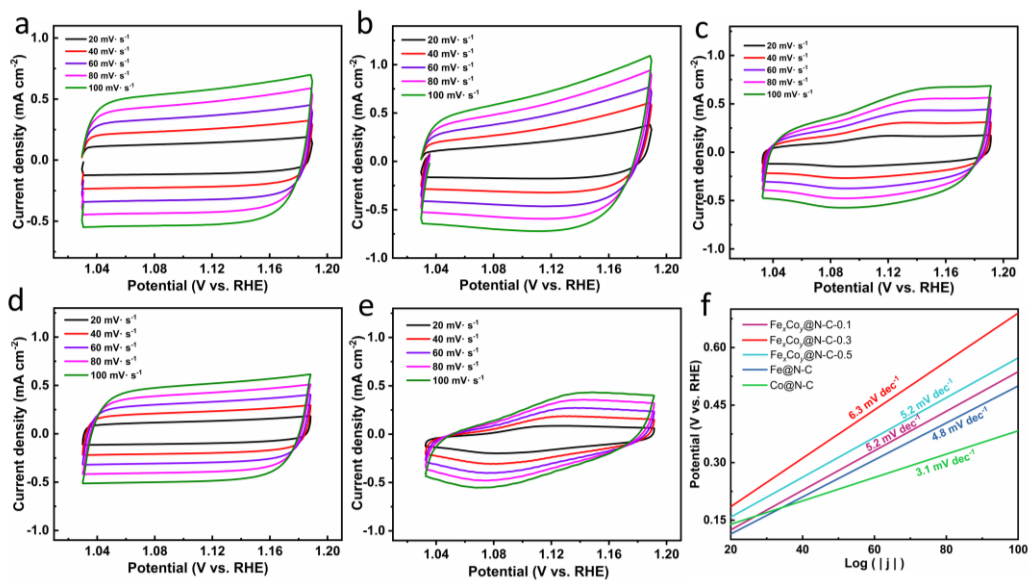 a
1.0
0.5
0.0
-0.5
Current density (mA cm⁻²)
20 mV· s⁻¹
40 mV· s⁻¹
60 mV· s⁻¹
80 mV· s⁻¹
100 mV· s⁻¹
1.04 1.08 1.12 1.16 1.20
Potential (V vs. RHE)
b
1.0
0.5
0.0
-0.5
-1.0
Current density (mA cm⁻²)
20 mV· s⁻¹
40 mV· s⁻¹
60 mV· s⁻¹
80 mV· s⁻¹
100 mV· s⁻¹
1.04 1.08 1.12 1.16 1.20
Potential (V vs. RHE)
c
1.0
0.5
0.0
-0.5
-1.0
Current density (mA cm⁻²)
20 mV· s⁻¹
40 mV· s⁻¹
60 mV· s⁻¹
80 mV· s⁻¹
100 mV· s⁻¹
1.04 1.08 1.12 1.16 1.20
Potential (V vs. RHE)
d
1.0
0.5
0.0
-0.5
-1.0
Current density (mA cm⁻²)
20 mV· s⁻¹
40 mV· s⁻¹
60 mV· s⁻¹
80 mV· s⁻¹
100 mV· s⁻¹
1.04 1.08 1.12 1.16 1.20
Potential (V vs. RHE)
e
1.0
0.5
0.0
-0.5
-1.0
Current density (mA cm⁻²)
20 mV· s⁻¹
40 mV· s⁻¹
60 mV· s⁻¹
80 mV· s⁻¹
100 mV· s⁻¹
1.04 1.08 1.12 1.16 1.20
Potential (V vs. RHE)
f
0.60
0.45
0.30
0.15
Potential (V vs. RHE)
FeₓCoᵧ@N-C-0.1
FeₓCoᵧ@N-C-0.3
FeₓCoᵧ@N-C-0.5
Fe@N-C
Co@N-C
6.3 mV dec⁻¹
5.2 mV dec⁻¹
5.2 mV dec⁻¹
4.8 mV dec⁻¹
3.1 mV dec⁻¹
20 40 60 80 100
Log ( | j | )